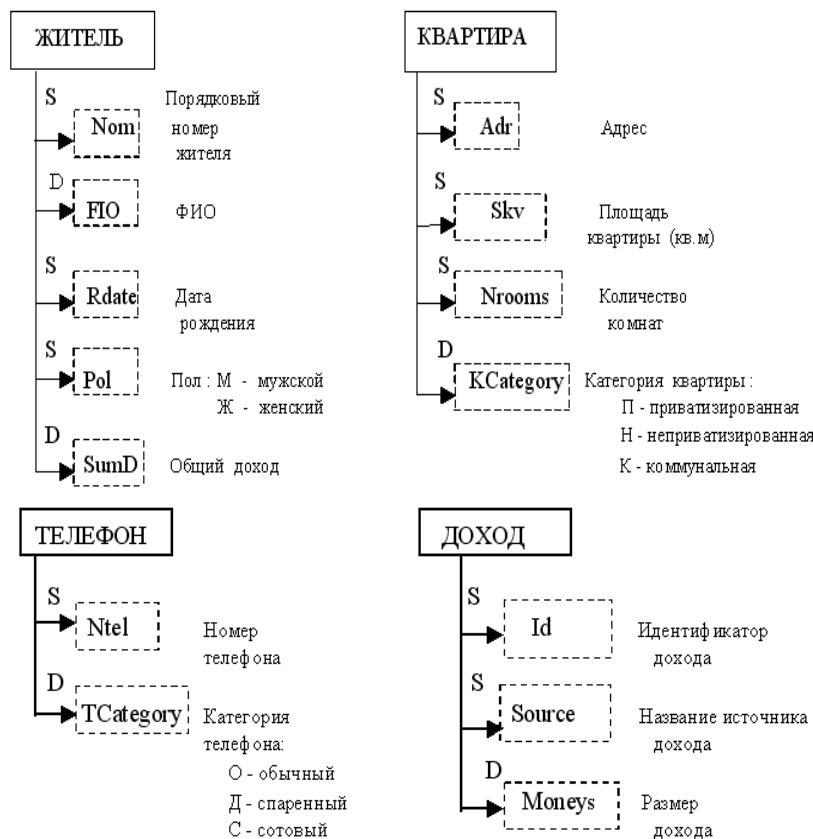 ЖИТЕЛЬ
S
Nom
Порядковый
номер
жителя
D
FIO
ФИО
S
Rdate
Дата
рождения
S
Pol
Пол : М - мужской
Ж - женский
D
SumD
Общий доход
КВАРТИРА
S
Adr
Адрес
S
Skv
Площадь
квартиры (кв.м)
S
Nrooms
Количество
комнат
D
KCategory
Категория квартиры :
П - приватизированная
Н - неприватизированная
К - коммунальная
ТЕЛЕФОН
S
Ntel
Номер
телефона
D
TCategory
Категория
телефона:
О - обычный
Д - спаренный
С - сотовый
ДОХОД
S
Id
Идентификатор
дохода
S
Source
Название источника
дохода
D
Moneys
Размер
дохода